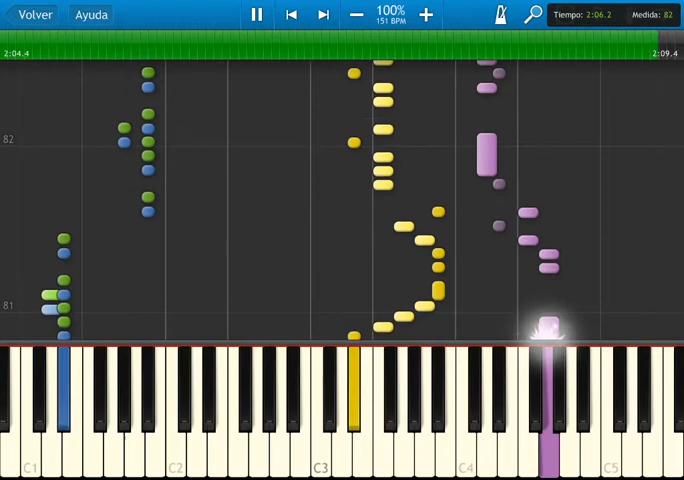 Volver
Ayuda
100%
151 BPM
Tiempo: 2:06.2
Medida: 82
2:04.4
2:09.4
82
81
C1
C2
C3
C4
C5